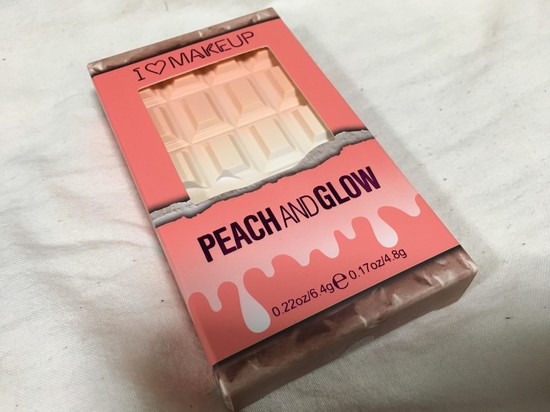 I ♡ MAKEUP
PEACH AND GLOW
0.22oz/6.4g ℮ 0.17oz/4.8g